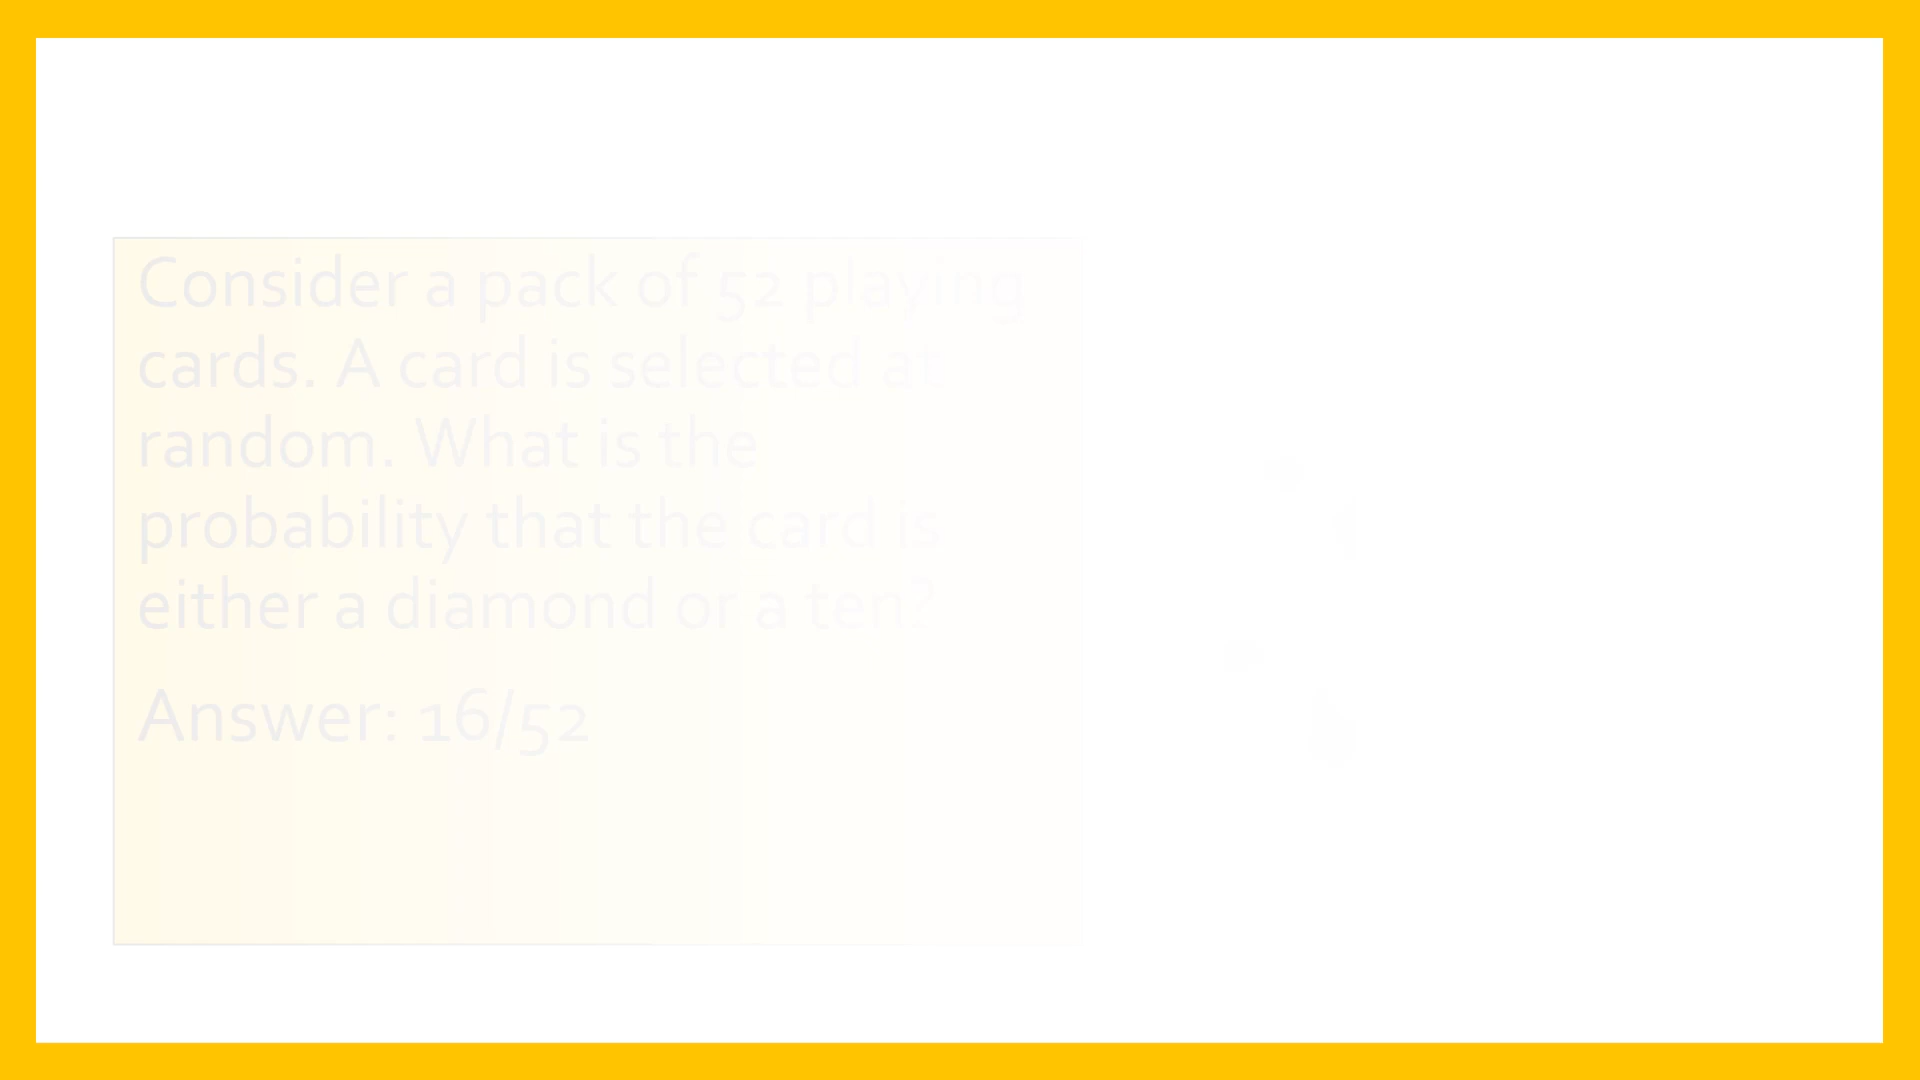 Consider a pack of 52 playing
cards. A card is selected at
random. What is the
probability that the card is
either a diamond or a ten?
Answer: 16/52